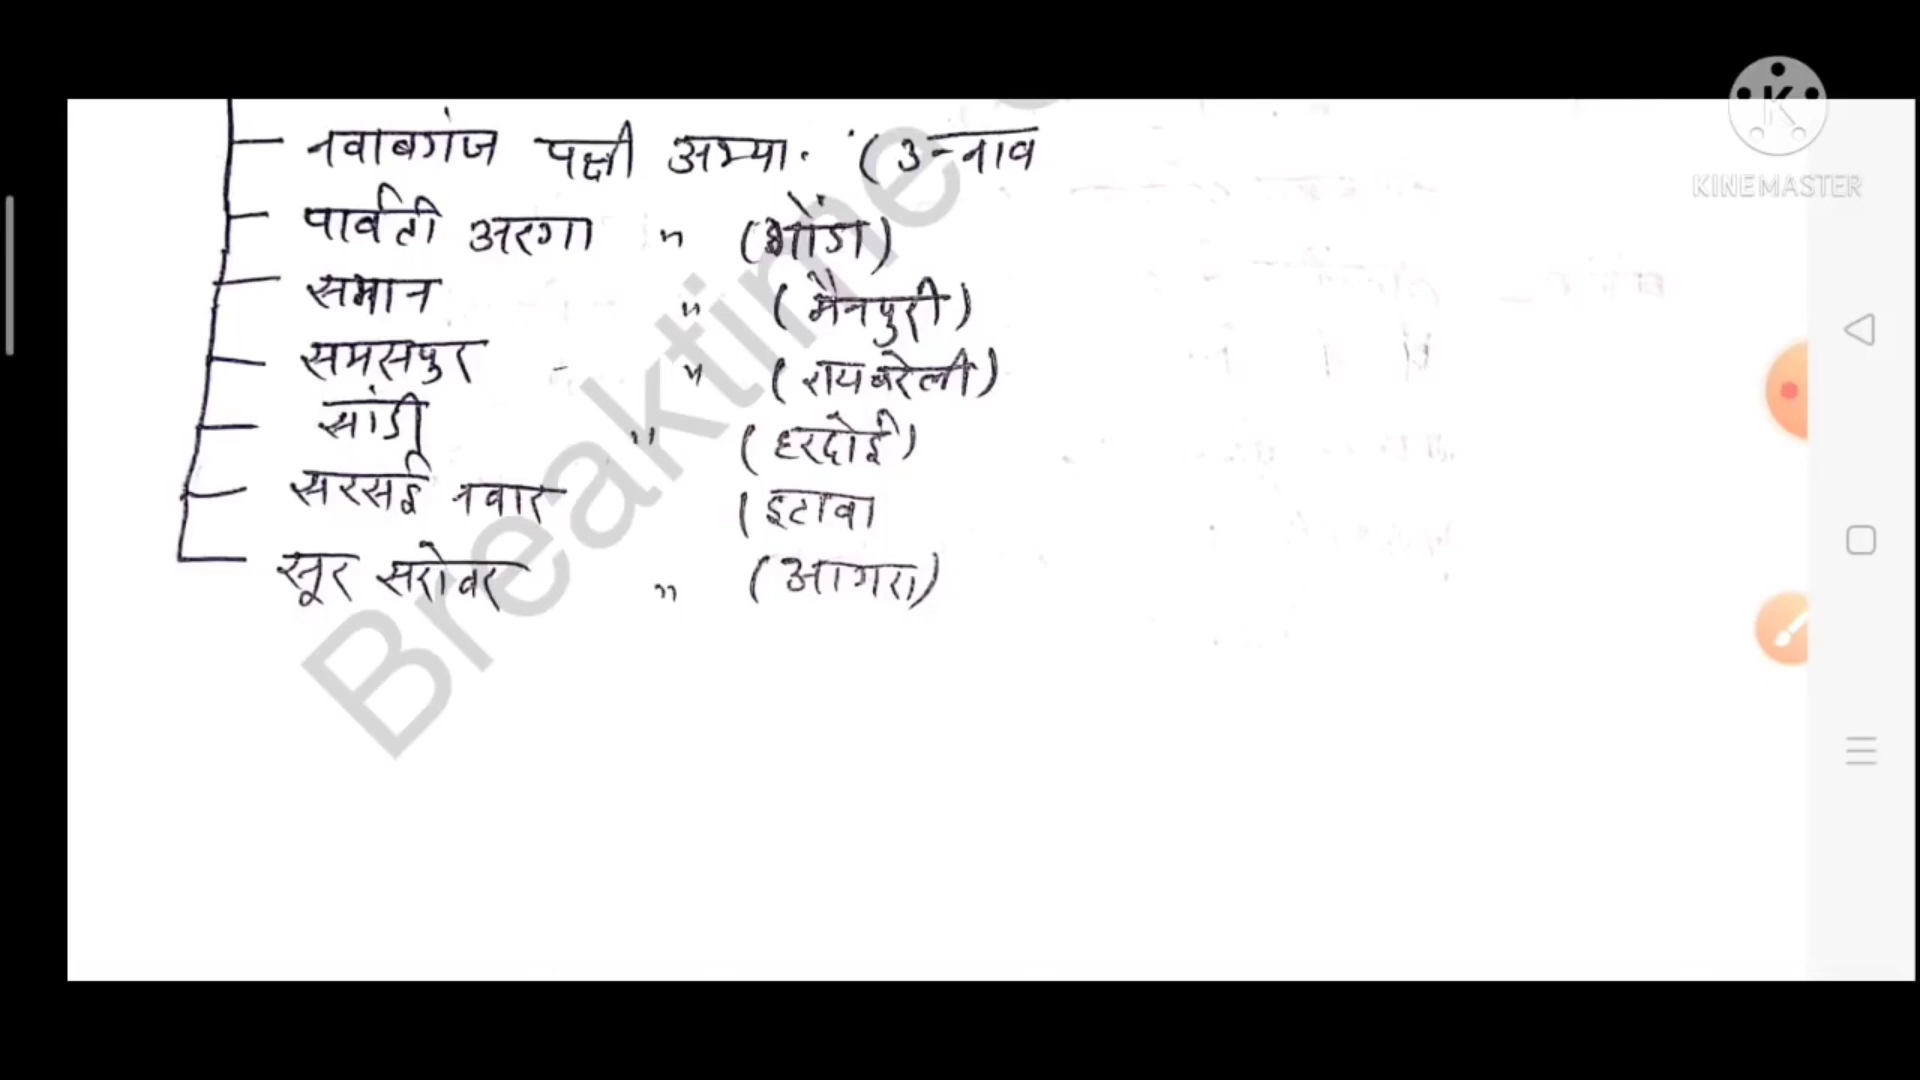 नवाबगंज पक्षी अभ्या. (उन्नाव
KINEMASTER
पार्वती अरगा " (गोंडा)
समान " (मैनपुरी)
समसपुर - " (रायबरेली)
सांडी " (हरदोई)
सरसई नवार (इटावा
सूर सरोवर " (आगरा)
Breaktime